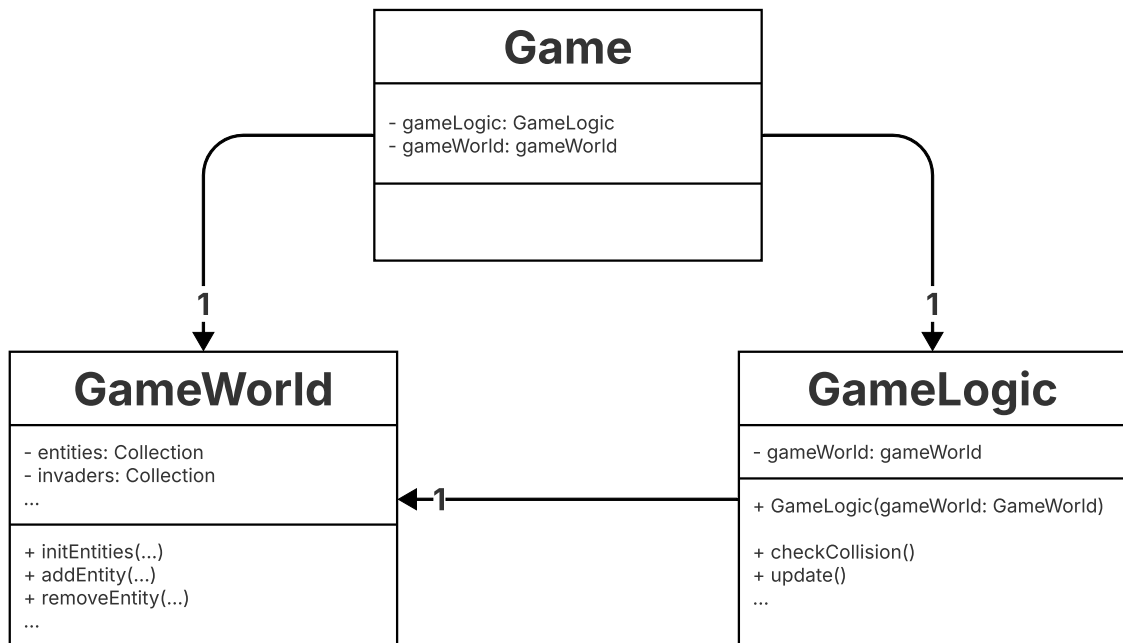 Game
- gameLogic: GameLogic
- gameWorld: gameWorld
1
1
GameWorld
- entities: Collection
- invaders: Collection
...
+ initEntities(...)
+ addEntity(...)
+ removeEntity(...)
...
1
GameLogic
- gameWorld: gameWorld
+ GameLogic(gameWorld: GameWorld)
+ checkCollision()
+ update()
...